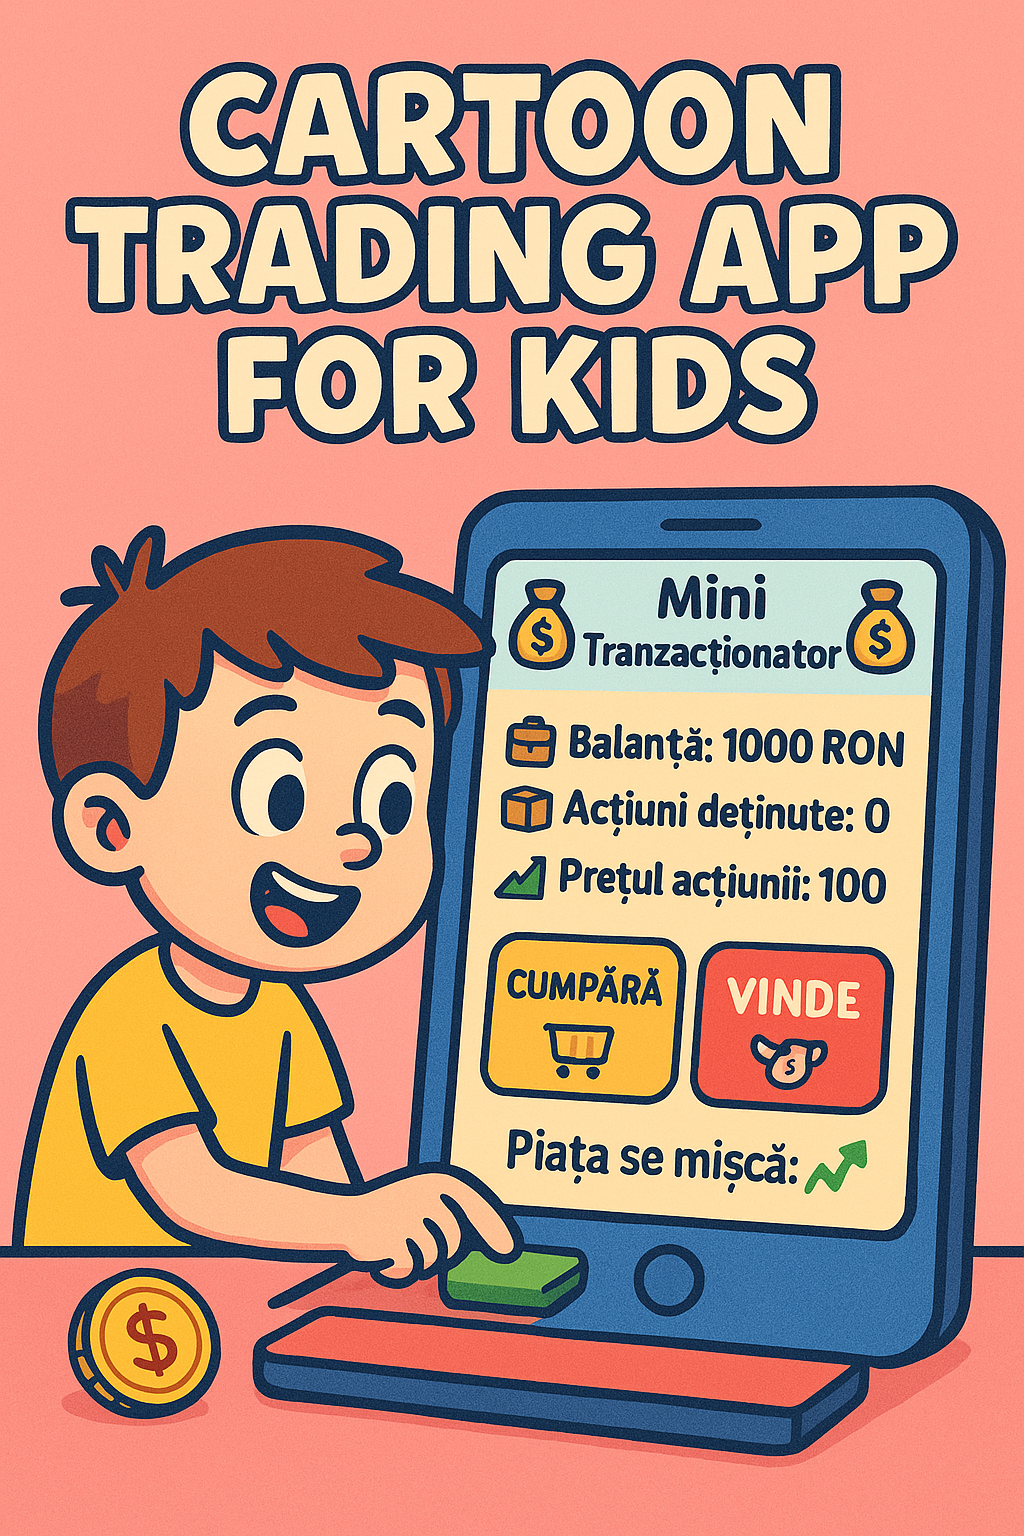 CARTOON
TRADING APP
FOR KIDS
Mini
Tranzacționator
$ $
Balanță: 1000 RON
Acțiuni deținute: 0
Prețul acțiunii: 100
CUMPĂRĂ VINDE
$
Piața se mișcă:
$